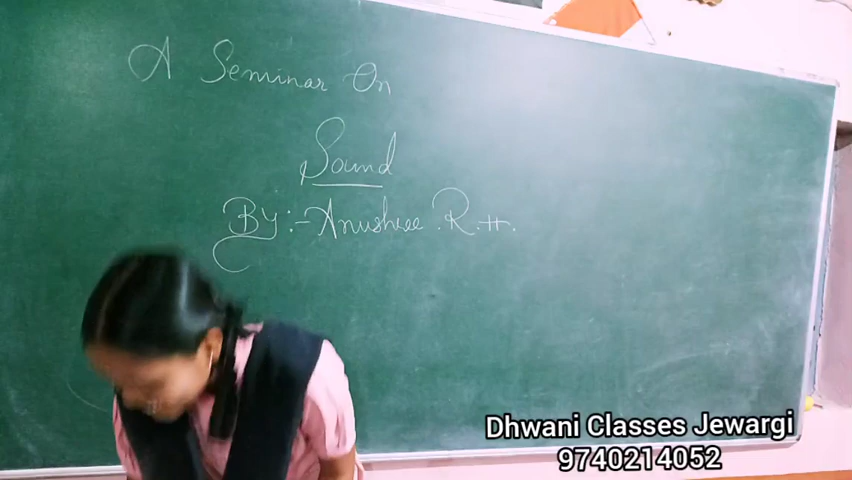 A Seminar On
Sound
BY:- Anushree .R.H.
Dhwani Classes Jewargi
9740214052